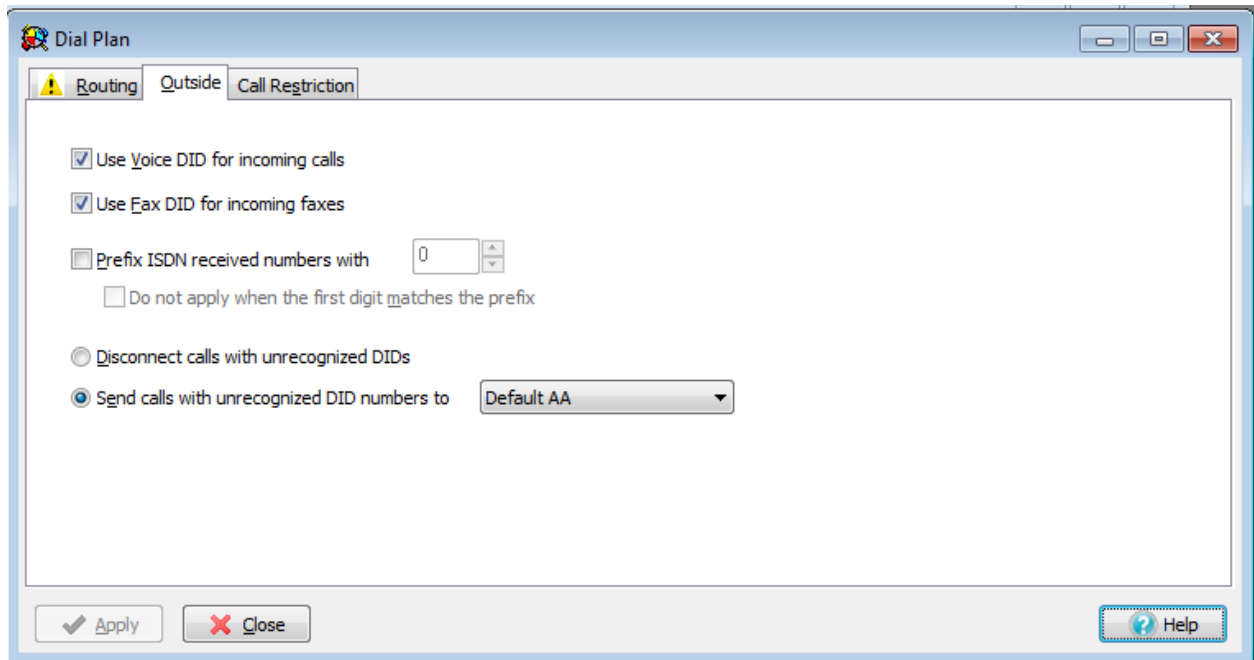 Dial Plan
Routing Outside Call Restriction
Use Voice DID for incoming calls
Use Fax DID for incoming faxes
Prefix ISDN received numbers with 0
Do not apply when the first digit matches the prefix
Disconnect calls with unrecognized DIDs
Send calls with unrecognized DID numbers to Default AA
Apply Close Help